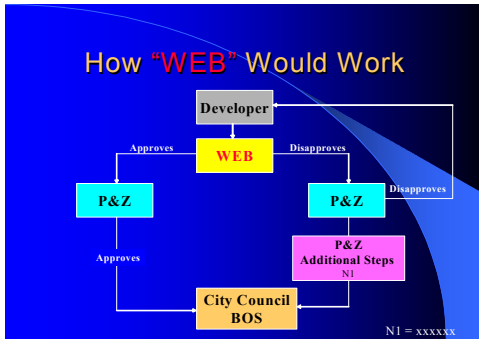 How “WEB” Would Work
Developer
Approves
WEB
Disapproves
P&Z
P&Z
Disapproves
Approves
P&Z
Additional Steps
N1
City Council
BOS
N1 = xxxxxx